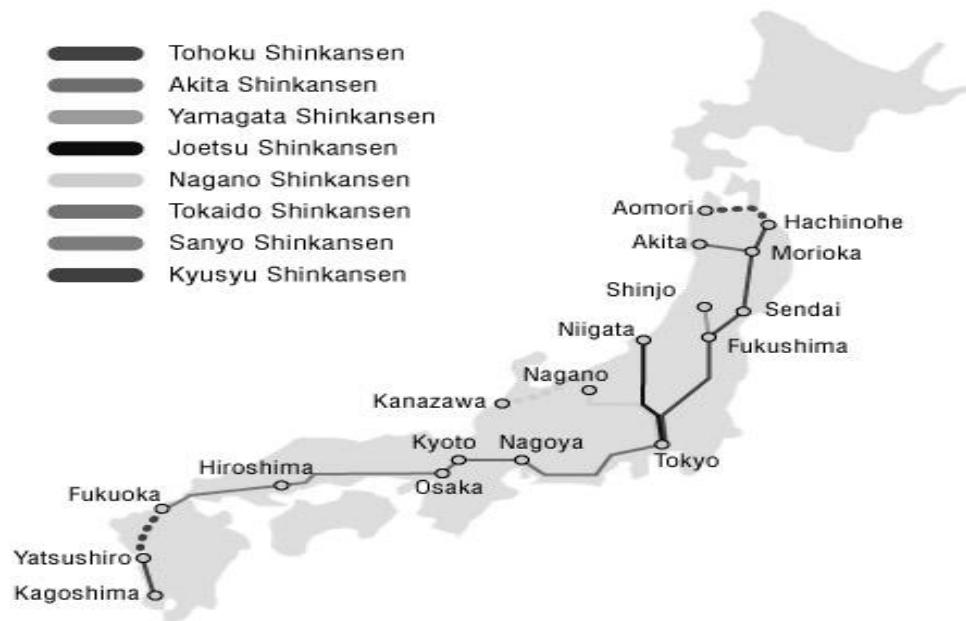 Tohoku Shinkansen
Akita Shinkansen
Yamagata Shinkansen
Joetsu Shinkansen
Nagano Shinkansen
Tokaido Shinkansen
Sanyo Shinkansen
Kyusyu Shinkansen
Aomori
Hachinohe
Akita
Morioka
Shinjo
Sendai
Niigata
Fukushima
Nagano
Kanazawa
Kyoto
Nagoya
Tokyo
Hiroshima
Osaka
Fukuoka
Yatsushiro
Kagoshima